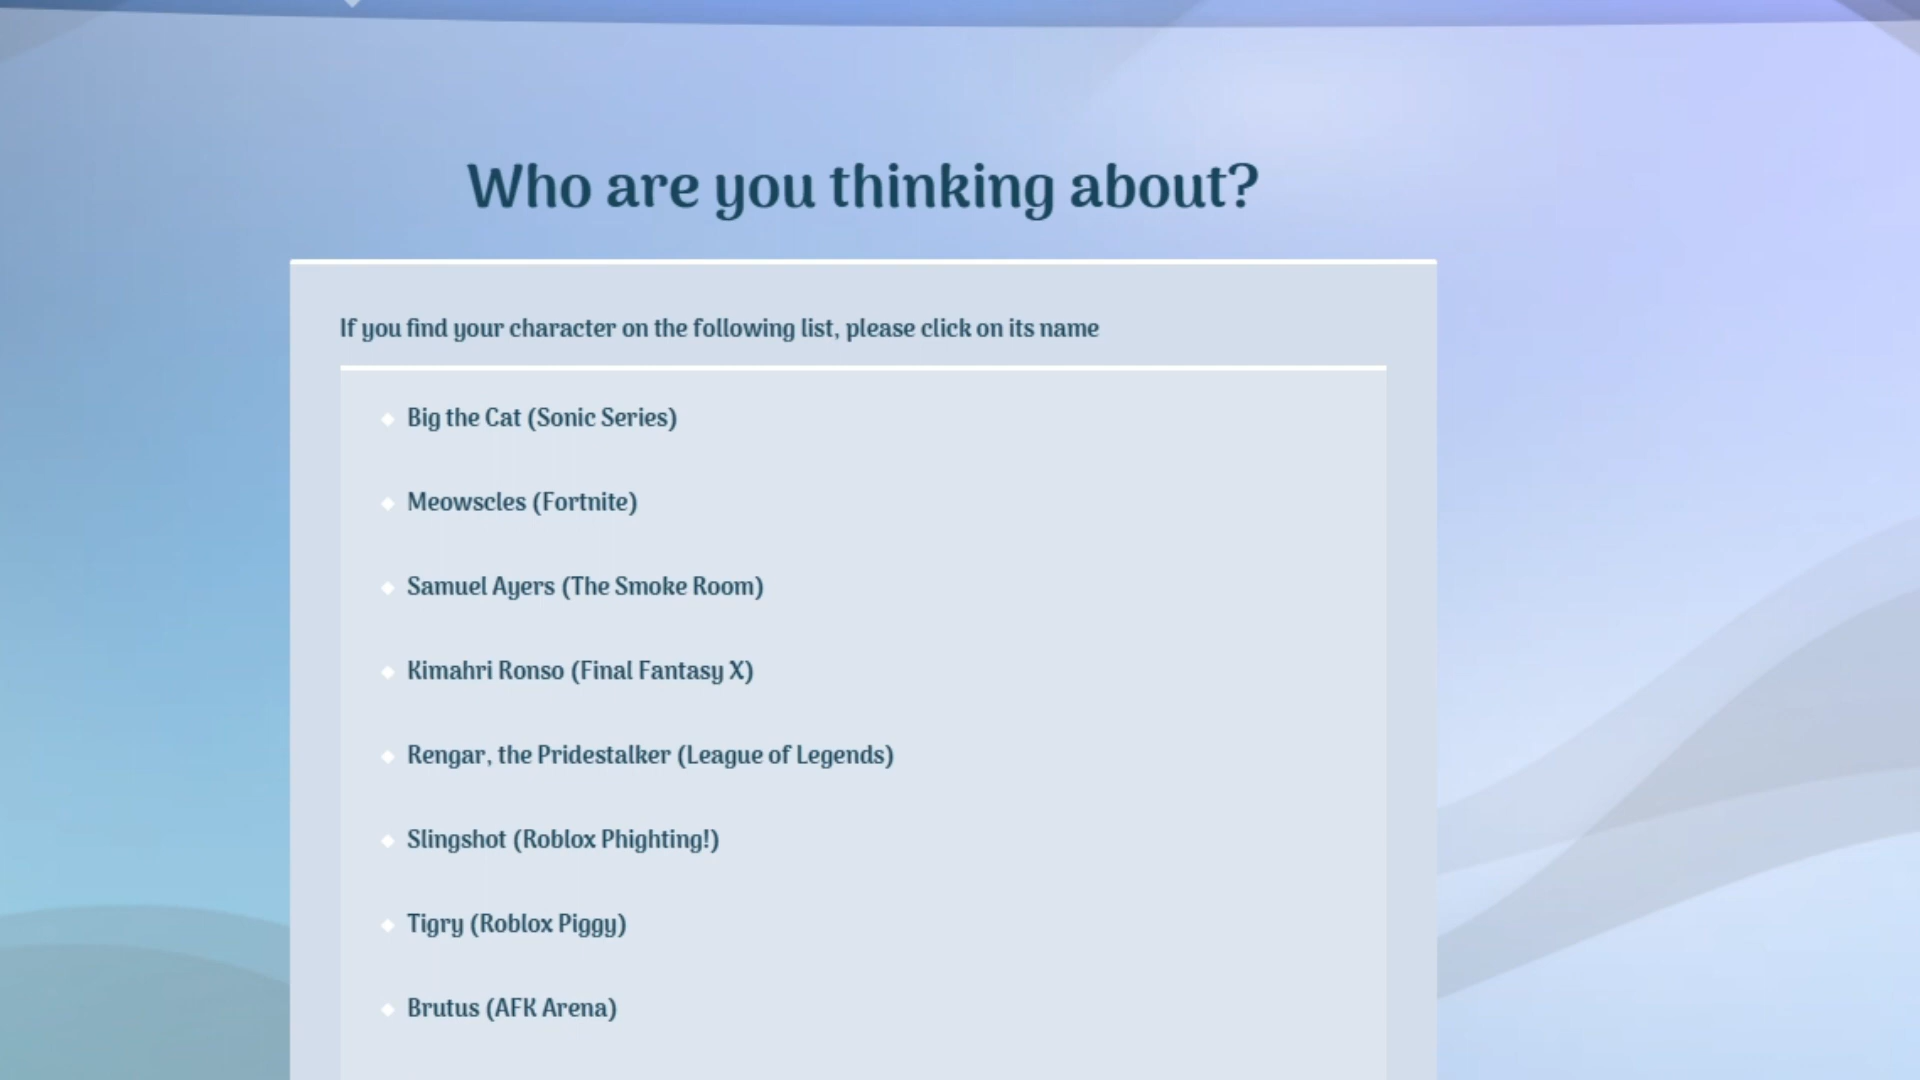 Who are you thinking about?
If you find your character on the following list, please click on its name
Big the Cat (Sonic Series)
Meowscles (Fortnite)
Samuel Ayers (The Smoke Room)
Kimahri Ronso (Final Fantasy X)
Rengar, the Pridestalker (League of Legends)
Slingshot (Roblox Phighting!)
Tigry (Roblox Piggy)
Brutus (AFK Arena)